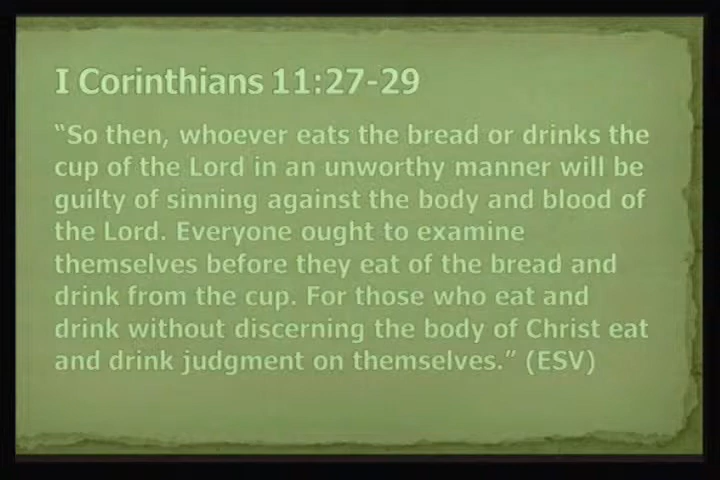 I Corinthians 11:27-29
"So then, whoever eats the bread or drinks the
cup of the Lord in an unworthy manner will be
guilty of sinning against the body and blood of
the Lord. Everyone ought to examine
themselves before they eat of the bread and
drink from the cup. For those who eat and
drink without discerning the body of Christ eat
and drink judgment on themselves." (ESV)